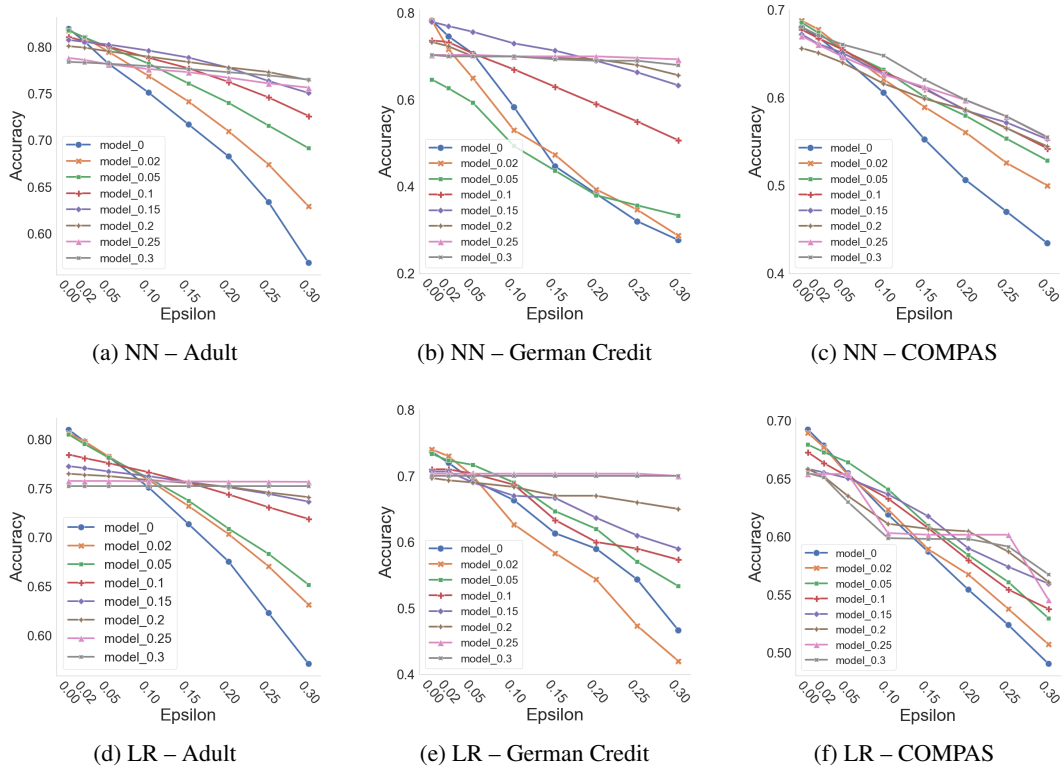 0.80
0.75
0.70
0.65
0.60
Accuracy
model_0
model_0.02
model_0.05
model_0.1
model_0.15
model_0.2
model_0.25
model_0.3
0.00
0.02
0.05
0.10
0.15
0.20
0.25
0.30
Epsilon
(a) NN – Adult
0.8
0.6
0.4
0.2
Accuracy
model_0
model_0.02
model_0.05
model_0.1
model_0.15
model_0.2
model_0.25
model_0.3
0.00
0.02
0.05
0.10
0.15
0.20
0.25
0.30
Epsilon
(b) NN – German Credit
0.7
0.6
0.5
0.4
Accuracy
model_0
model_0.02
model_0.05
model_0.1
model_0.15
model_0.2
model_0.25
model_0.3
0.00
0.02
0.05
0.10
0.15
0.20
0.25
0.30
Epsilon
(c) NN – COMPAS
0.80
0.75
0.70
0.65
0.60
Accuracy
model_0
model_0.02
model_0.05
model_0.1
model_0.15
model_0.2
model_0.25
model_0.3
0.00
0.02
0.05
0.10
0.15
0.20
0.25
0.30
Epsilon
(d) LR – Adult
0.8
0.7
0.6
0.5
0.4
Accuracy
model_0
model_0.02
model_0.05
model_0.1
model_0.15
model_0.2
model_0.25
model_0.3
0.00
0.02
0.05
0.10
0.15
0.20
0.25
0.30
Epsilon
(e) LR – German Credit
0.70
0.65
0.60
0.55
0.50
Accuracy
model_0
model_0.02
model_0.05
model_0.1
model_0.15
model_0.2
model_0.25
model_0.3
0.00
0.02
0.05
0.10
0.15
0.20
0.25
0.30
Epsilon
(f) LR – COMPAS